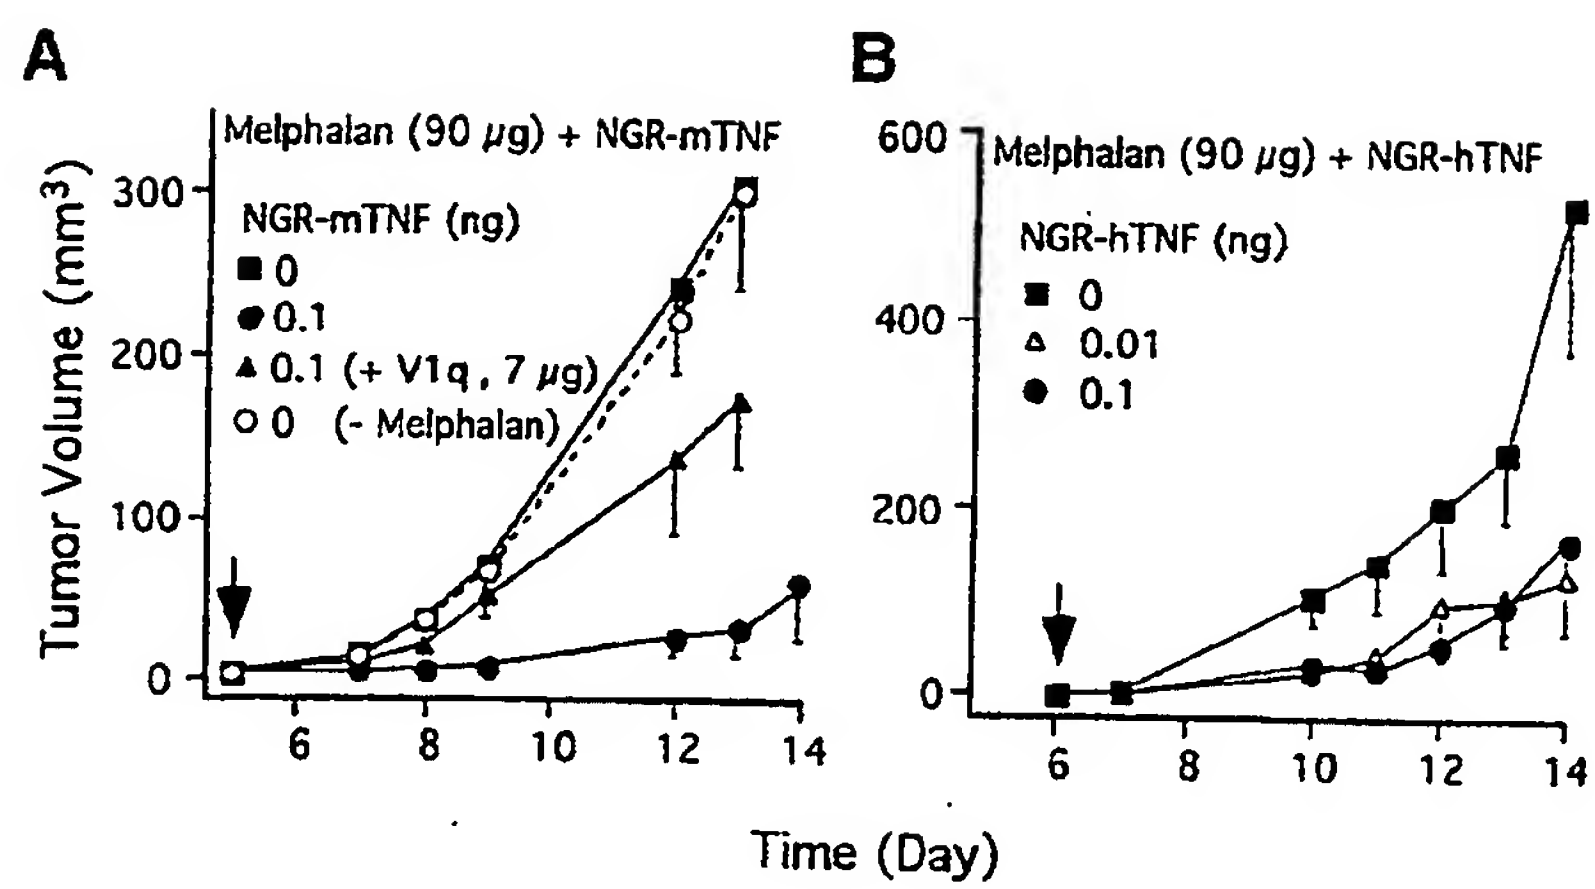 A
Melphalan (90 µg) + NGR-mTNF
NGR-mTNF (ng)
0
0.1
0.1 (+ V1q, 7 µg)
0 (- Melphalan)
Tumor Volume (mm³)
300
200
100
0
6 8 10 12 14
B
Melphalan (90 µg) + NGR-hTNF
NGR-hTNF (ng)
0
0.01
0.1
600
400
200
0
6 8 10 12 14
Time (Day)